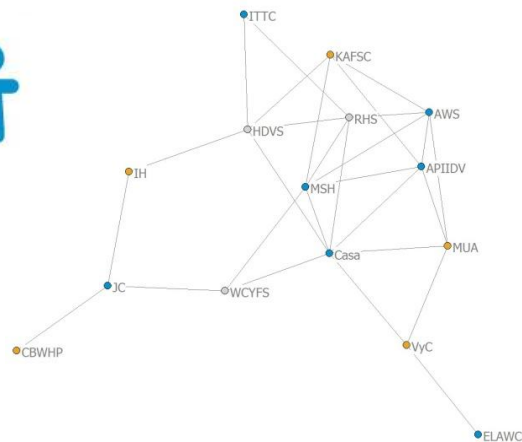 ITTC
KAFSC
AWS
RHS
HDVS
APIIDV
IH
MSH
MUA
Casa
JC
WCYFS
VyC
CBWHP
ELAWC